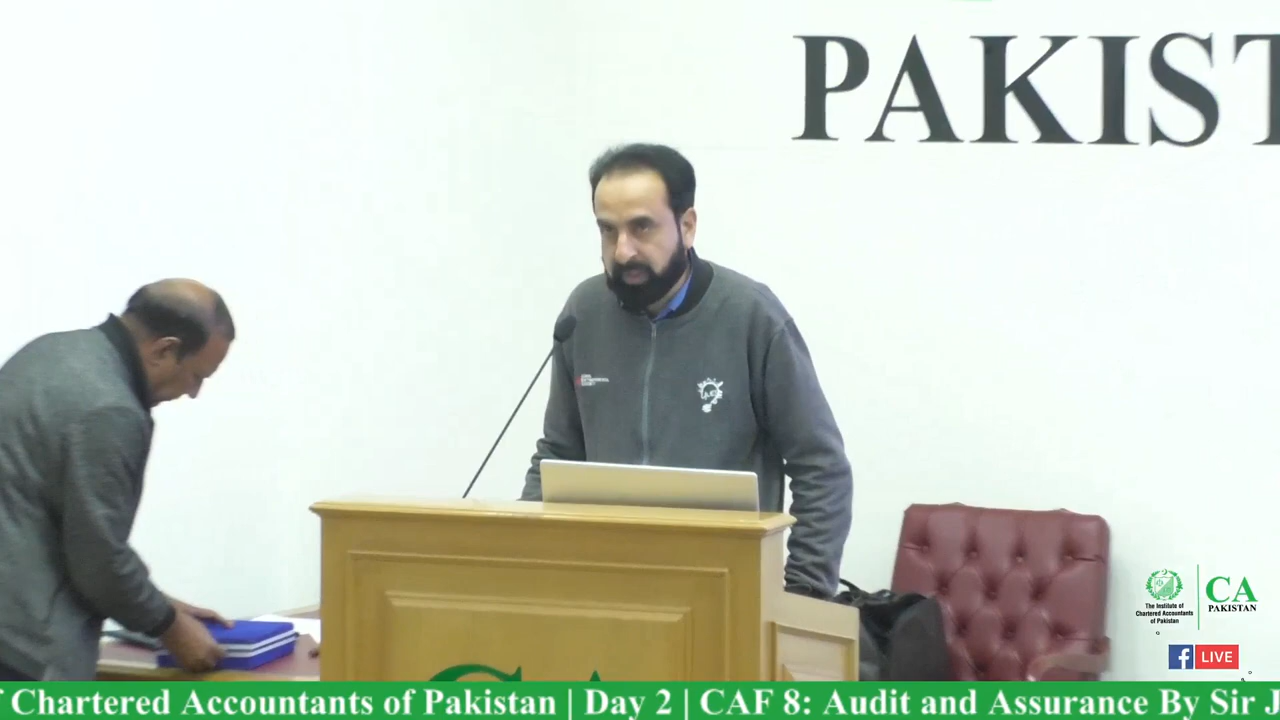 PAKIST
CA
The Institute of
Chartered Accountants
of Pakistan
CA
PAKISTAN
f LIVE
f Chartered Accountants of Pakistan | Day 2 | CAF 8: Audit and Assurance By Sir J